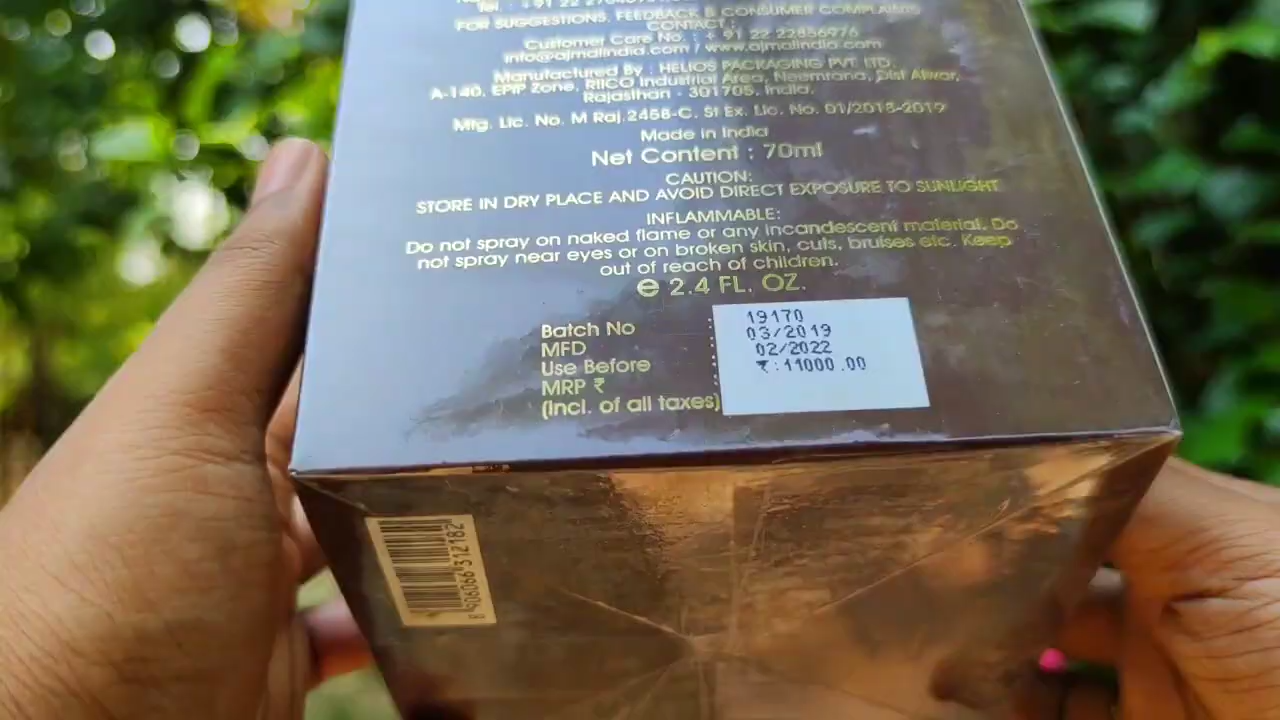 FOR SUGGESTIONS, FEEDBACK & CONSUMER COMPLAINTS
CONTACT :
Customer Care No. : + 91 22 22856976
info@ajmalindia.com / www.ajmalindia.com
Manufactured By : HELIOS PACKAGING PVT. LTD.
A-140, EPIP Zone, RIICO Industrial Area, Neemrana, Dist Alwar,
Rajasthan - 301705, India.
Mfg. Lic. No. M Raj.2458-C. St Ex. Lic. No. 01/2018-2019
Made in India
Net Content : 70ml
CAUTION:
STORE IN DRY PLACE AND AVOID DIRECT EXPOSURE TO SUNLIGHT
INFLAMMABLE:
Do not spray on naked flame or any incandescent material. Do
not spray near eyes or on broken skin, cuts, bruises etc. Keep
out of reach of children.
e 2.4 FL. OZ.
Batch No : 19170
MFD : 03/2019
Use Before : 02/2022
MRP ₹ : ₹:11000.00
(Incl. of all taxes)
8 906066 312182